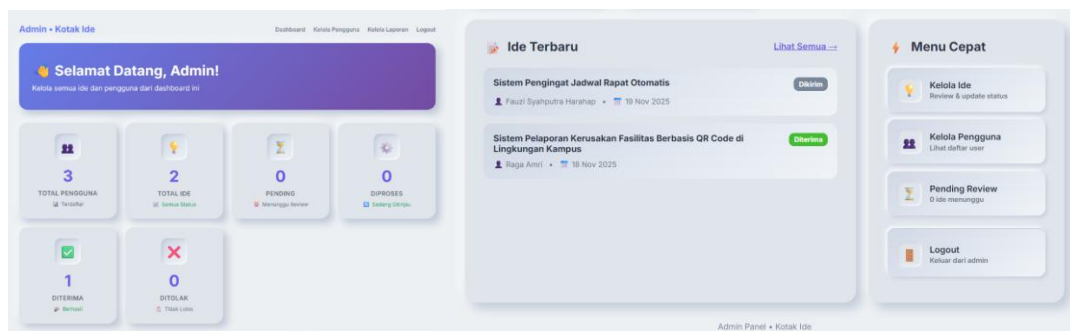 Admin • Kotak Ide
Dashboard Kelola Pengguna Kelola Laporan Logout
Selamat Datang, Admin!
Kelola semua ide dan pengguna dari dashboard ini
3
TOTAL PENGGUNA
Terdaftar
2
TOTAL IDE
Semua Status
0
PENDING
Menunggu Review
0
DIPROSES
Sedang Ditinjau
1
DITERIMA
Berhasil
0
DITOLAK
Tidak Lolos
Ide Terbaru
Lihat Semua →
Sistem Pengingat Jadwal Rapat Otomatis
Dikirim
Fauzi Syahputra Harahap • 19 Nov 2025
Sistem Pelaporan Kerusakan Fasilitas Berbasis QR Code di
Lingkungan Kampus
Diterima
Raga Amri • 18 Nov 2025
Menu Cepat
Kelola Ide
Review & update status
Kelola Pengguna
Lihat daftar user
Pending Review
0 ide menunggu
Logout
Keluar dari admin
Admin Panel • Kotak Ide